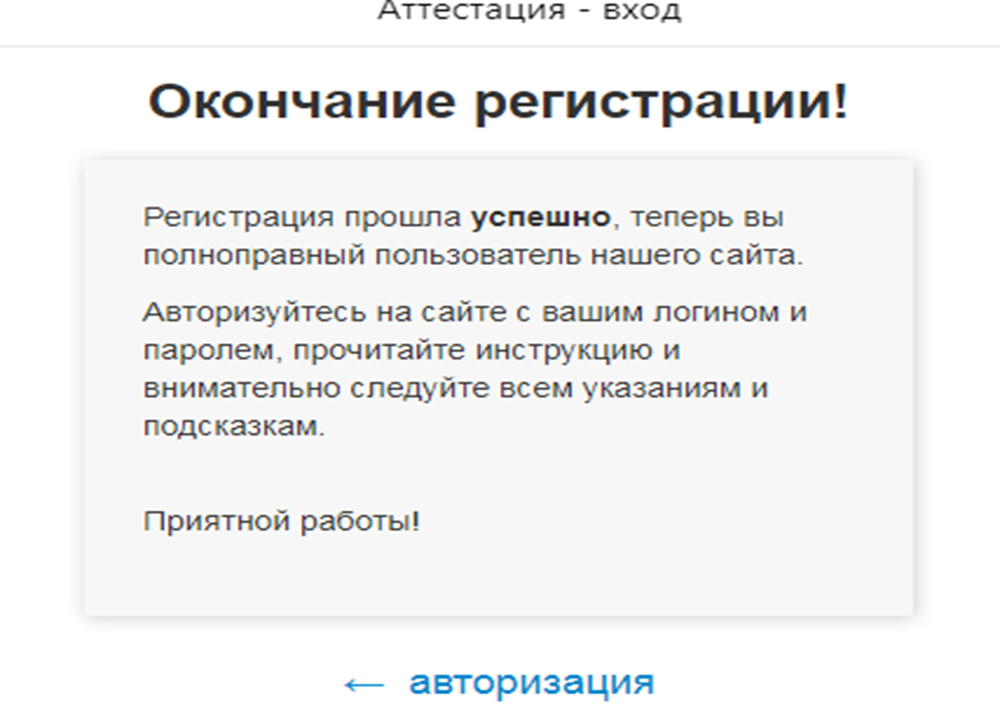 Аттестация - вход
Окончание регистрации!
Регистрация прошла успешно, теперь вы
полноправный пользователь нашего сайта.
Авторизуйтесь на сайте с вашим логином и
паролем, прочитайте инструкцию и
внимательно следуйте всем указаниям и
подсказкам.
Приятной работы!
← авторизация